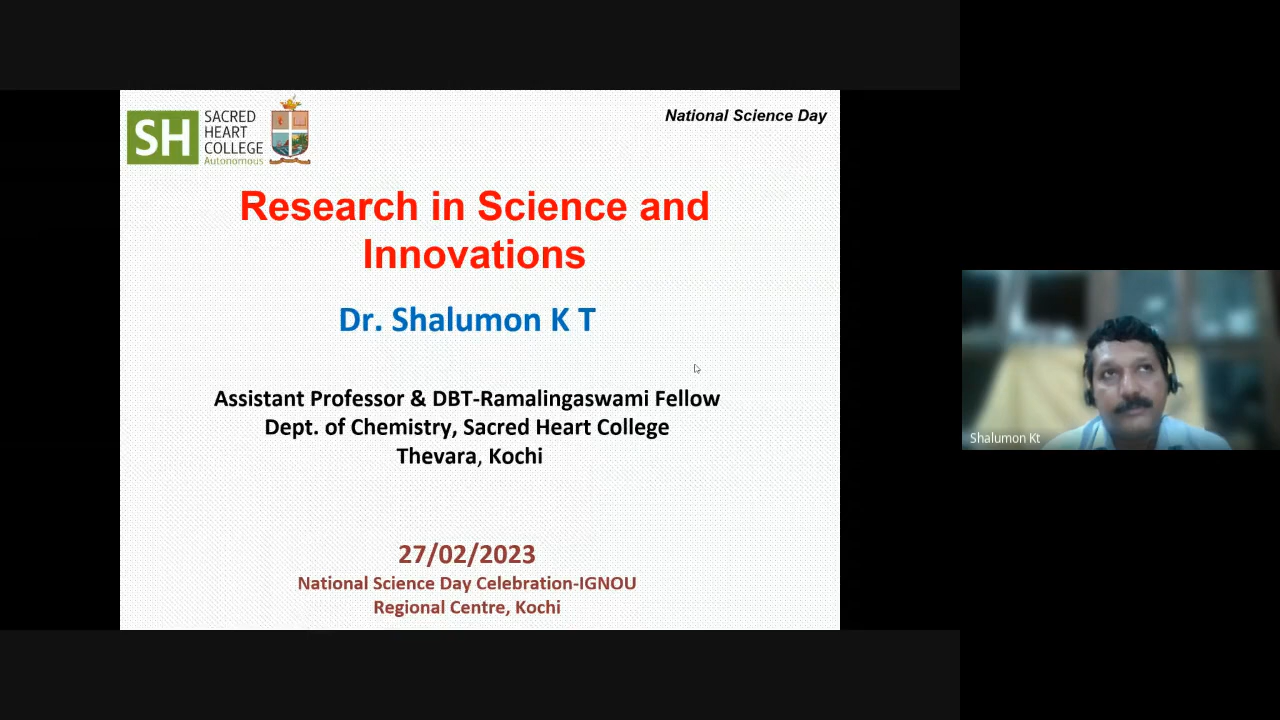 SH
SACRED
HEART
COLLEGE
Autonomous
National Science Day
Research in Science and
Innovations
Dr. Shalumon K T
Assistant Professor & DBT-Ramalingaswami Fellow
Dept. of Chemistry, Sacred Heart College
Thevara, Kochi
27/02/2023
National Science Day Celebration-IGNOU
Regional Centre, Kochi
Shalumon Kt